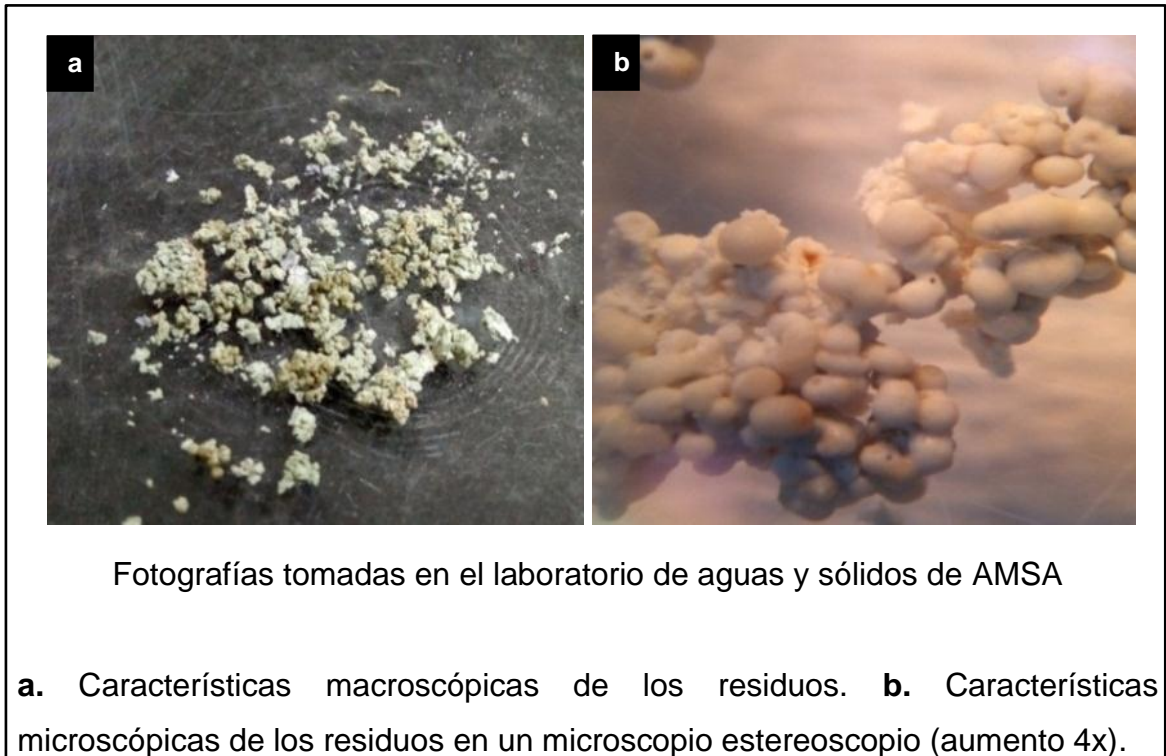 a
b
Fotografías tomadas en el laboratorio de aguas y sólidos de AMSA
a. Características macroscópicas de los residuos. b. Características
microscópicas de los residuos en un microscopio estereoscopio (aumento 4x).